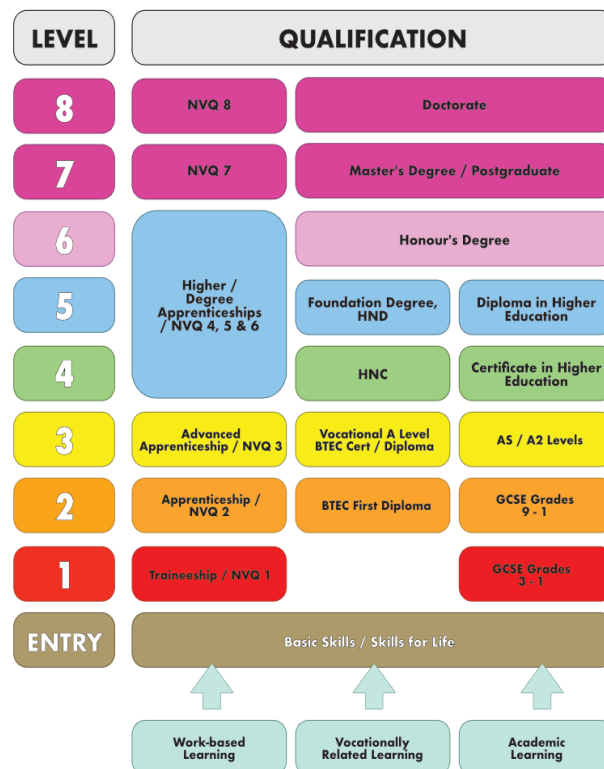 LEVEL
QUALIFICATION
8
NVQ 8
Doctorate
7
NVQ 7
Master's Degree / Postgraduate
6
Honour's Degree
Higher /
Degree
Apprenticeships
/ NVQ 4, 5 & 6
5
Foundation Degree,
HND
Diploma in Higher
Education
4
HNC
Certificate in Higher
Education
3
Advanced
Apprenticeship / NVQ 3
Vocational A Level
BTEC Cert / Diploma
AS / A2 Levels
2
Apprenticeship /
NVQ 2
BTEC First Diploma
GCSE Grades
9 - 1
1
Traineeship / NVQ 1
GCSE Grades
3 - 1
ENTRY
Basic Skills / Skills for Life
Work-based
Learning
Vocationally
Related Learning
Academic
Learning